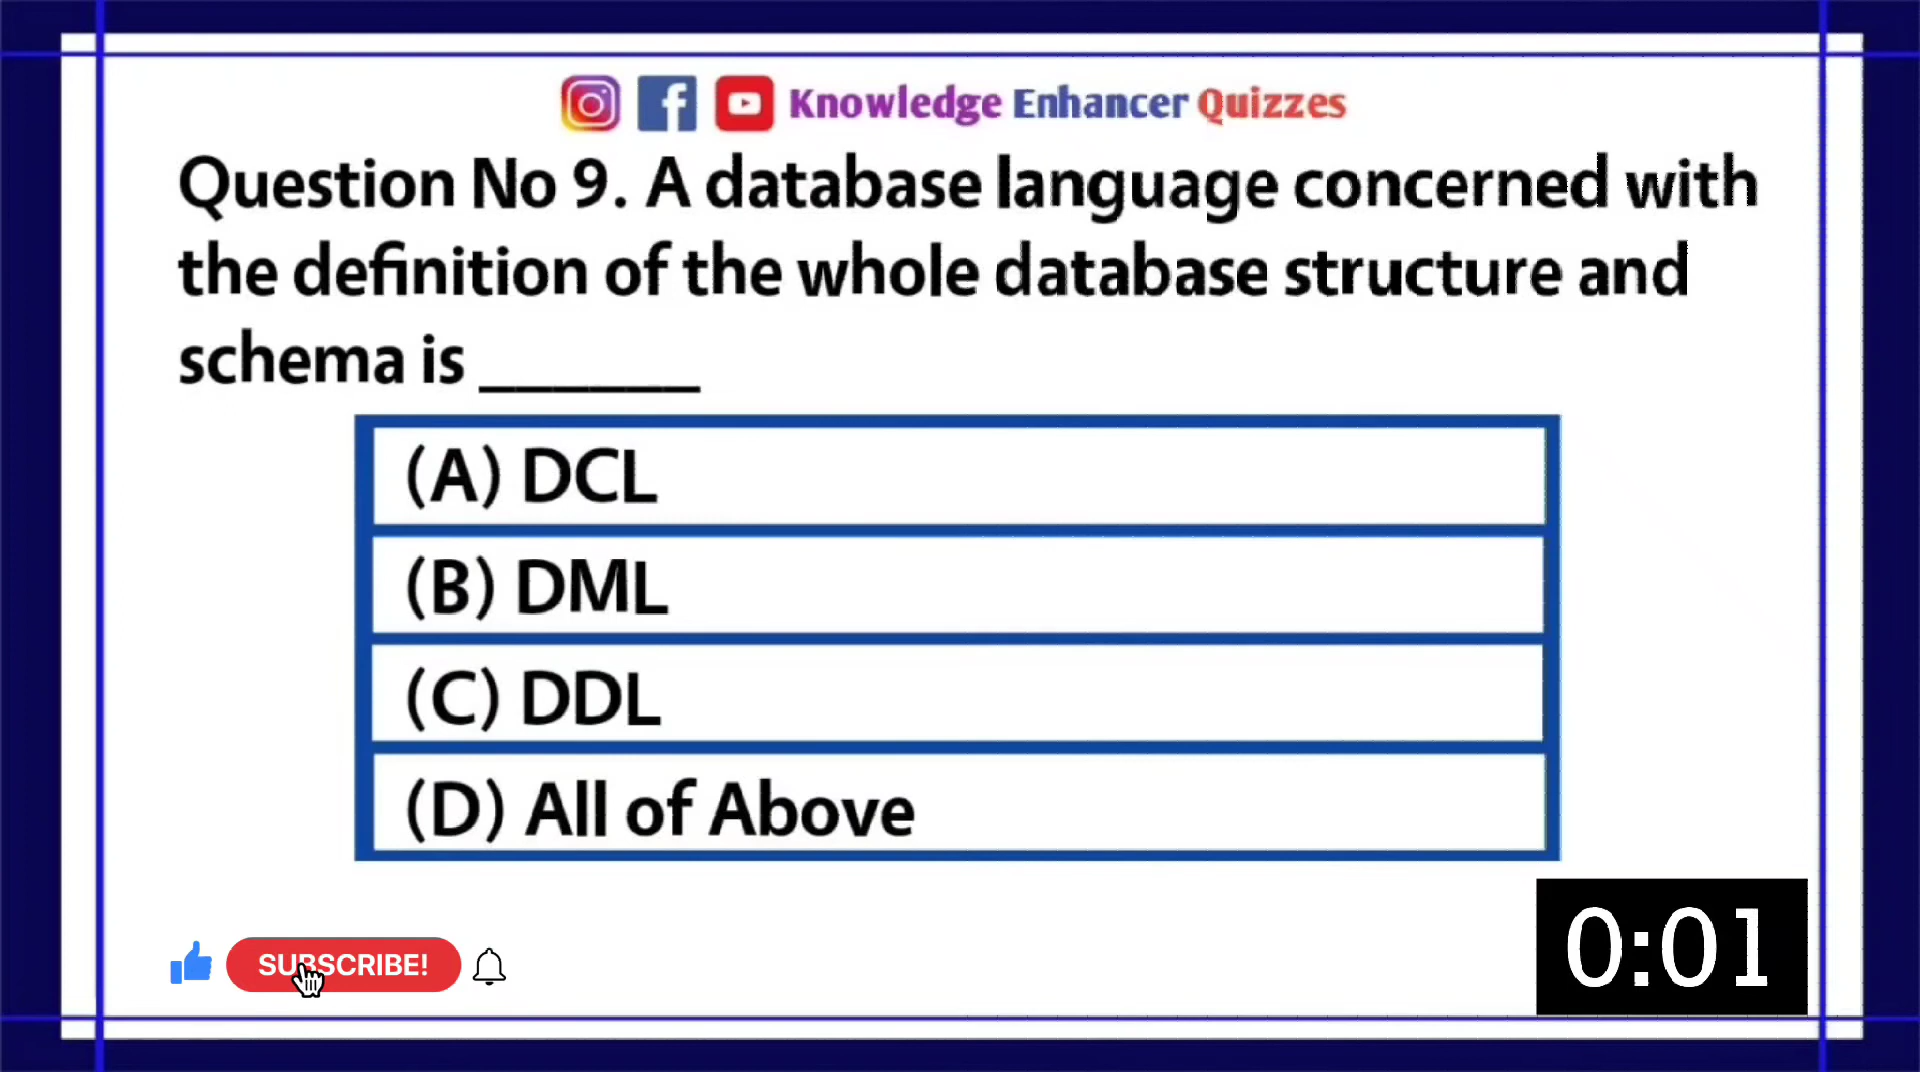 Knowledge Enhancer Quizzes
Question No 9. A database language concerned with
the definition of the whole database structure and
schema is ______
(A) DCL
(B) DML
(C) DDL
(D) All of Above
SUBSCRIBE!
0:01